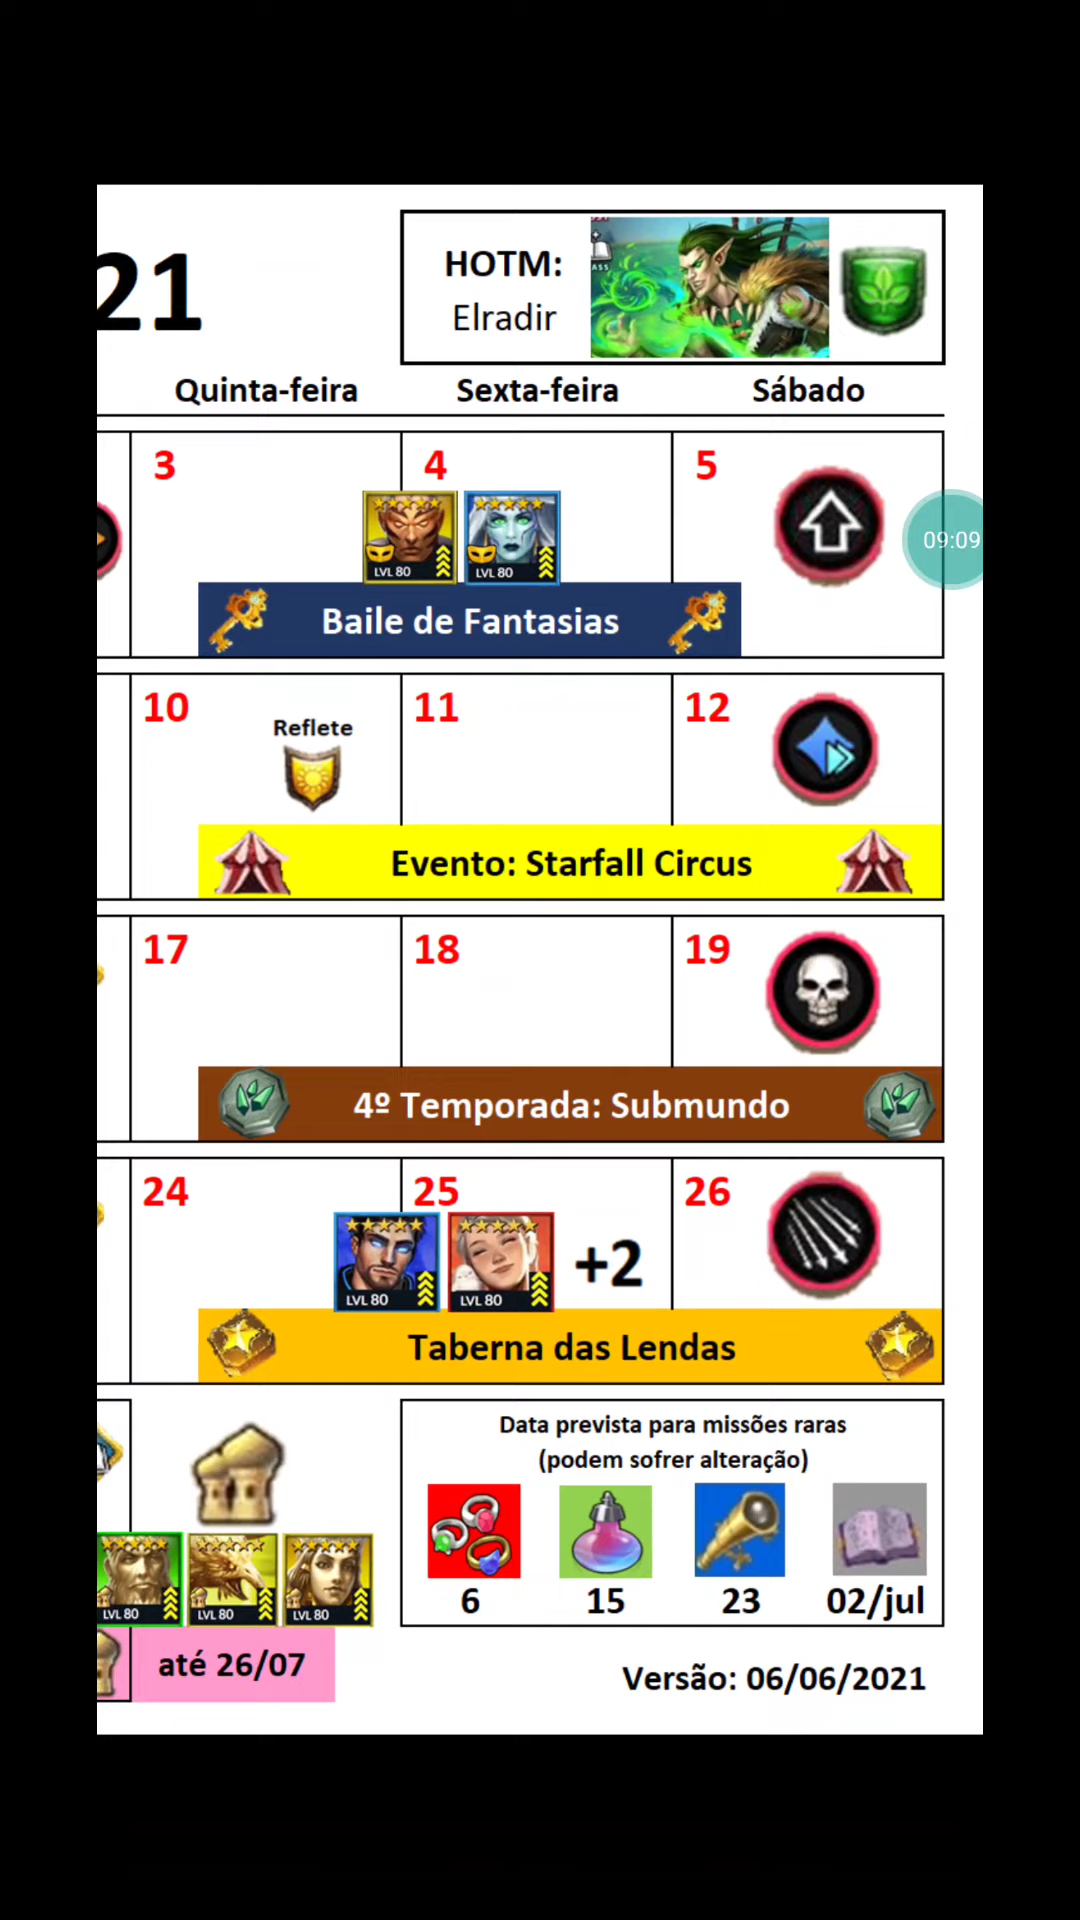 21
HOTM:
Elradir
ASS
Quinta-feira
Sexta-feira
Sábado
3
4
5
LVL 80
LVL 80
09:09
Baile de Fantasias
10
Reflete
11
12
Evento: Starfall Circus
17
18
19
4º Temporada: Submundo
24
25
26
LVL 80
LVL 80
+2
Taberna das Lendas
Data prevista para missões raras
(podem sofrer alteração)
6
15
23
02/jul
LVL 80
LVL 80
LVL 80
até 26/07
Versão: 06/06/2021